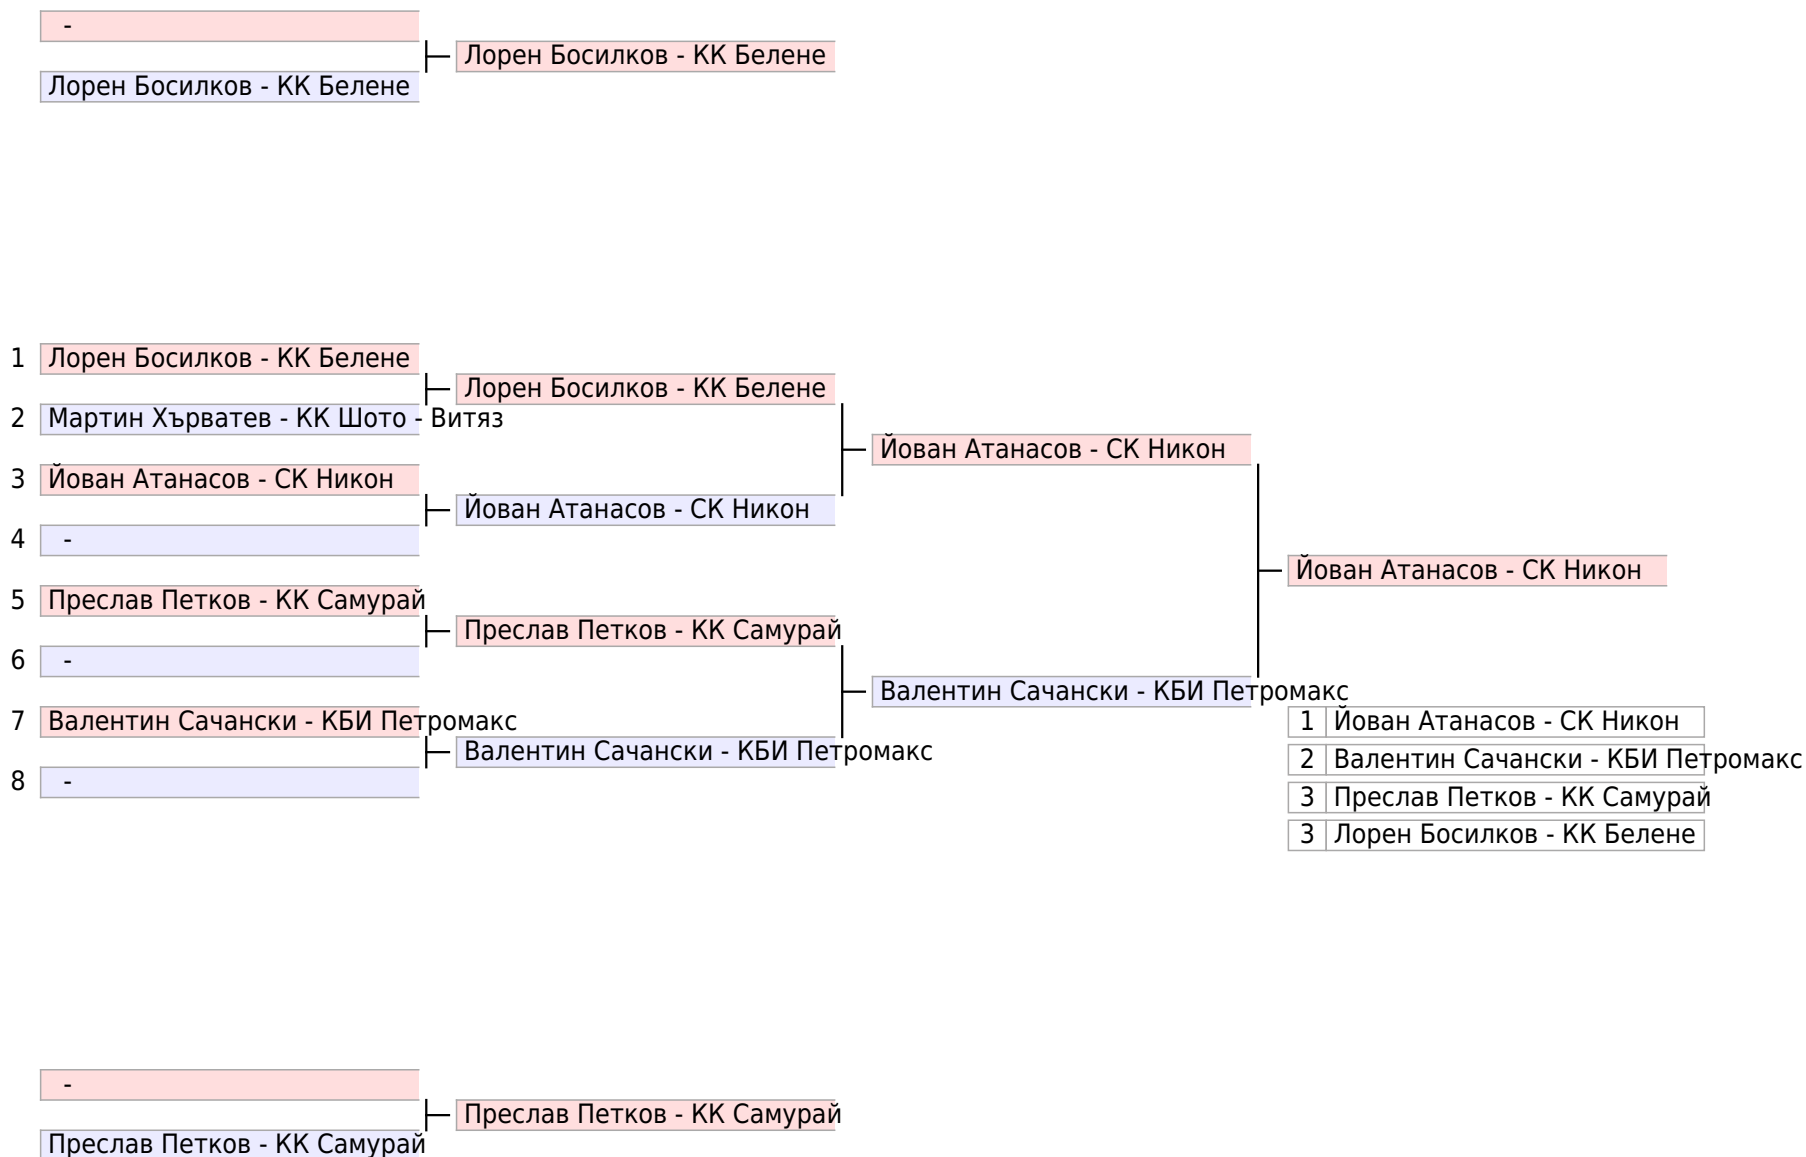 -
Лорен Босилков - КК Белене
Лорен Босилков - КК Белене
1 Лорен Босилков - КК Белене
Лорен Босилков - КК Белене
2 Мартин Хърватев - КК Шото - Витяз
Йован Атанасов - СК Никон
3 Йован Атанасов - СК Никон
Йован Атанасов - СК Никон
4 -
Йован Атанасов - СК Никон
5 Преслав Петков - КК Самурай
Преслав Петков - КК Самурай
6 -
Валентин Сачански - КБИ Петромакс
7 Валентин Сачански - КБИ Петромакс
1 Йован Атанасов - СК Никон
Валентин Сачански - КБИ Петромакс
2 Валентин Сачански - КБИ Петромакс
8 -
3 Преслав Петков - КК Самурай
3 Лорен Босилков - КК Белене
-
Преслав Петков - КК Самурай
Преслав Петков - КК Самурай